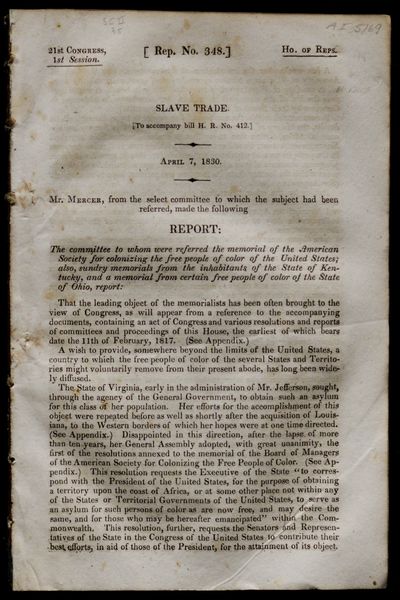 21st Congress, [ Rep. No. 348. ] Ho. of Reps.
1st Session.
SLAVE TRADE.
[To accompany bill H. R. No. 412.]
April 7, 1830.
Mr. Mercer, from the select committee to which the subject had been
referred, made the following
REPORT:
The committee to whom were referred the memorial of the American
Society for colonizing the free people of color of the United States;
also, sundry memorials from the inhabitants of the State of Ken-
tucky, and a memorial from certain free people of color of the State
of Ohio, report:
That the leading object of the memorialists has been often brought to the
view of Congress, as will appear from a reference to the accompanying
documents, containing an act of Congress and various resolutions and reports
of committees and proceedings of this House, the earliest of which bears
date the 11th of February, 1817. (See Appendix.)
A wish to provide, somewhere beyond the limits of the United States, a
country to which the free people of color of the several States and Territo-
ries might voluntarily remove from their present abode, has long been wide-
ly diffused.
The State of Virginia, early in the administration of Mr. Jefferson, sought,
through the agency of the General Government, to obtain such an asylum
for this class of her population. Her efforts for the accomplishment of this
object were repeated before as well as shortly after the acquisition of Louis-
iana, to the Western borders of which her hopes were at one time directed.
(See Appendix.) Disappointed in this direction, after the lapse of more
than ten years, her General Assembly adopted, with great unanimity, the
first of the resolutions annexed to the memorial of the Board of Managers
of the American Society for Colonizing the Free People of Color. (See Ap-
pendix.) This resolution requests the Executive of the State "to corres-
pond with the President of the United States, for the purpose of obtaining
a territory upon the coast of Africa, or at some other place not within any
of the States or Territorial Governments of the United States, to serve as
an asylum for such persons of color as are now free, and may desire the
same, and for those who may be hereafter emancipated" within the Com-
monwealth. This resolution, further, requests the Senators and Represen-
tatives of the State in the Congress of the United States to contribute their
best efforts, in aid of those of the President, for the attainment of its object.